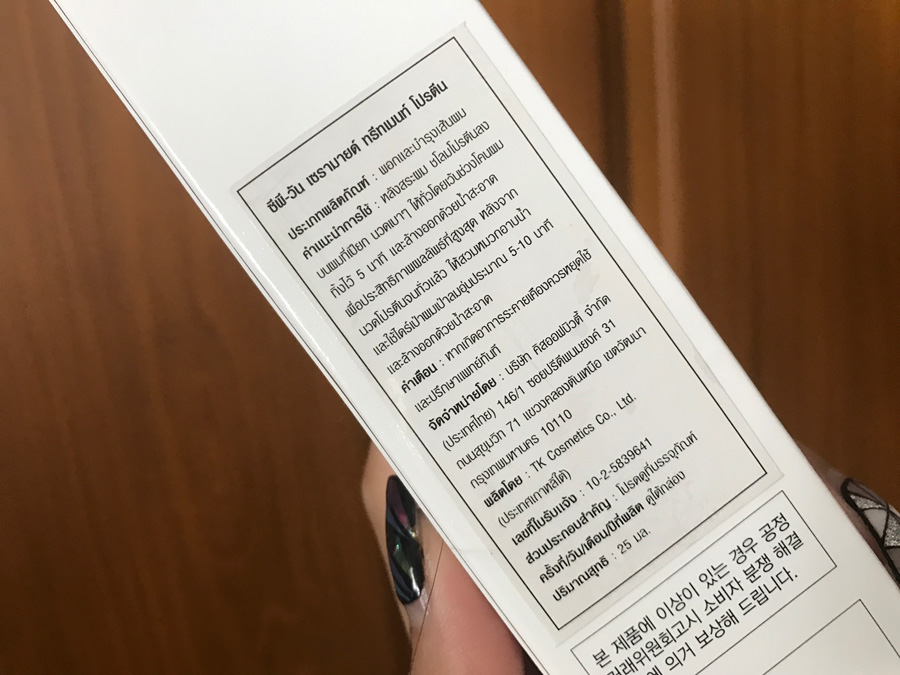 ซีพี-วัน เซรามายด์ ทรีทเมนท์ โปรตีน
ประเภทผลิตภัณฑ์ : พอกและบำรุงเส้นผม
คำแนะนำการใช้ : หลังสระผม ชโลมโปรตีนลง
บนผมที่เปียก นวดเบาๆ ให้ทั่วโดยเว้นช่วงโคนผม
ทิ้งไว้ 5 นาที และล้างออกด้วยน้ำสะอาด
เพื่อประสิทธิภาพผลลัพธ์ที่สูงสุด หลังจาก
นวดโปรตีนจนทั่วแล้ว ให้สวมหมวกอาบน้ำ
และใช้ไดร์เป่าผมเป่าลมอุ่นประมาณ 5-10 นาที
และล้างออกด้วยน้ำสะอาด
คำเตือน : หากเกิดอาการระคายเคืองควรหยุดใช้
และปรึกษาแพทย์ทันที
จัดจำหน่ายโดย : บริษัท คิสออฟบิวตี้ จำกัด
(ประเทศไทย) 146/1 ซอยปรีดีพนมยงค์ 31
ถนนสุขุมวิท 71 แขวงคลองตันเหนือ เขตวัฒนา
กรุงเทพมหานคร 10110
ผลิตโดย : TK Cosmetics Co., Ltd.
(ประเทศเกาหลีใต้)
เลขที่ใบรับแจ้ง : 10-2-5839641
ส่วนประกอบสำคัญ : โปรดดูที่บรรจุภัณฑ์
ครั้งที่/วัน/เดือน/ปีที่ผลิต ดูใต้กล่อง
ปริมาณสุทธิ : 25 มล.
본 제품에 이상이 있는 경우 공정
거래위원회고시 소비자 분쟁 해결
에 의거 보상해 드립니다.